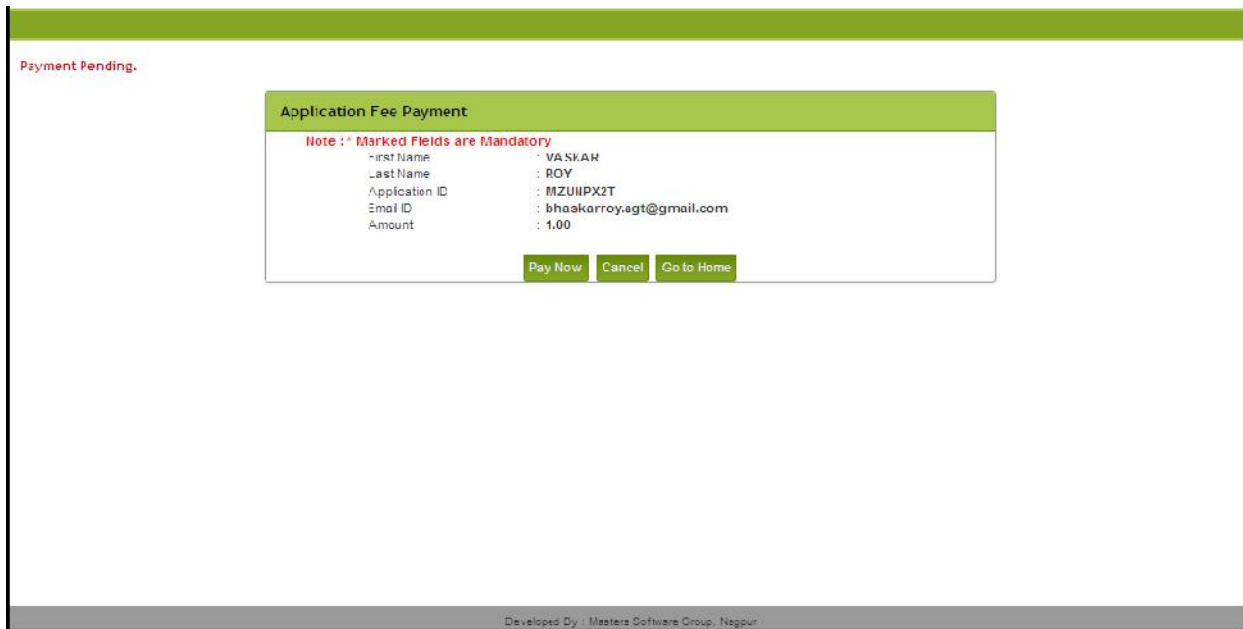 Payment Pending.
Application Fee Payment
Note :* Marked Fields are Mandatory
First Name : VASKAR
Last Name : ROY
Application ID : MZUNPX2T
Email ID : bhaskarroy.agt@gmail.com
Amount : 1.00
Pay Now Cancel Go to Home
Developed By : Masters Software Group, Nagpur